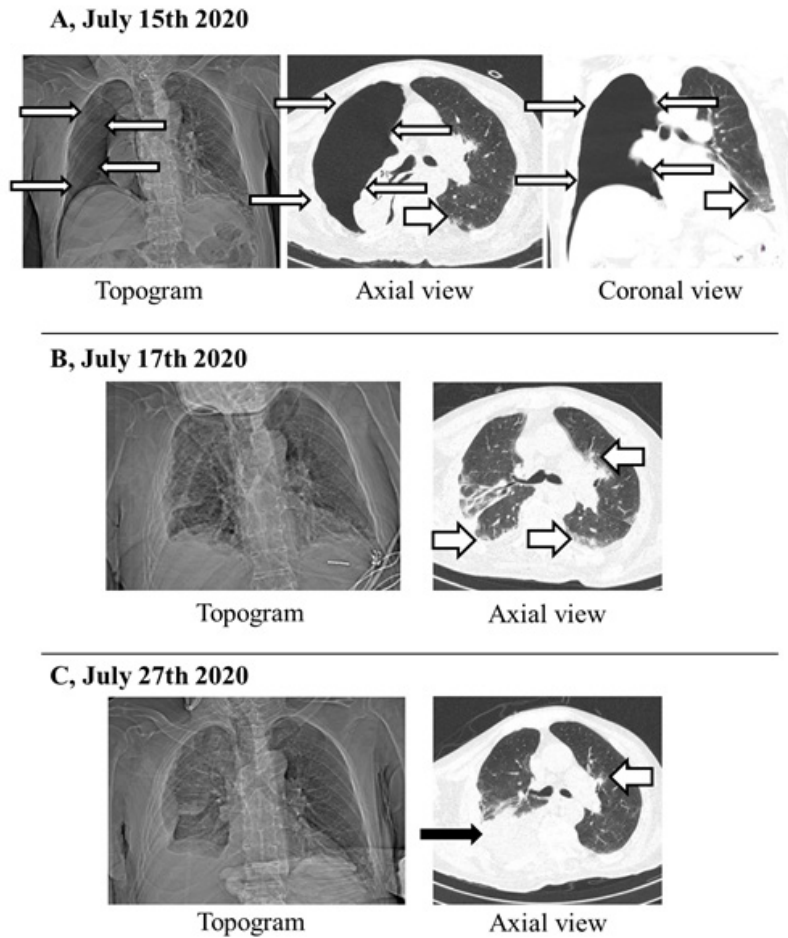 A, July 15th 2020
Topogram Axial view Coronal view
B, July 17th 2020
Topogram Axial view
C, July 27th 2020
Topogram Axial view